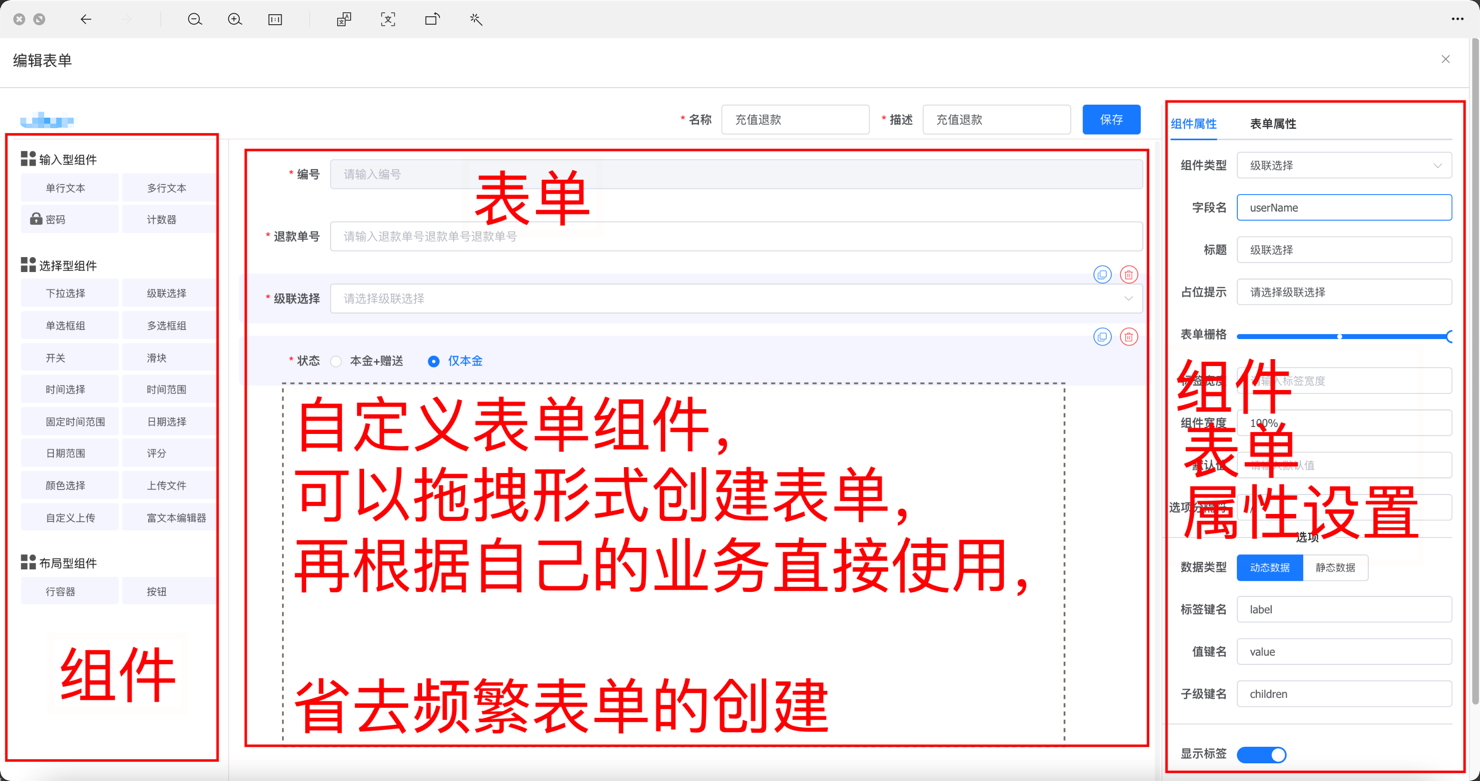 编辑表单
* 名称 充值退款 * 描述 充值退款 保存
输入型组件
单行文本 多行文本
密码 计数器
选择型组件
下拉选择 级联选择
单选框组 多选框组
开关 滑块
时间选择 时间范围
固定时间范围 日期选择
日期范围 评分
颜色选择 上传文件
自定义上传 富文本编辑器
布局型组件
行容器 按钮
组件
* 编号 请输入编号
表单
* 退款单号 请输入退款单号退款单号退款单号
* 级联选择 请选择级联选择
* 状态 本金+赠送 仅本金
自定义表单组件,
可以拖拽形式创建表单,
再根据自己的业务直接使用,
省去频繁表单的创建
组件属性 表单属性
组件类型 级联选择
字段名 userName
标题 级联选择
占位提示 请选择级联选择
表单栅格
标签宽度 请输入标签宽度
组件
组件宽度 100%
表单
默认值
属性设置
选项
数据类型 动态数据 静态数据
标签键名 label
值键名 value
子级键名 children
显示标签